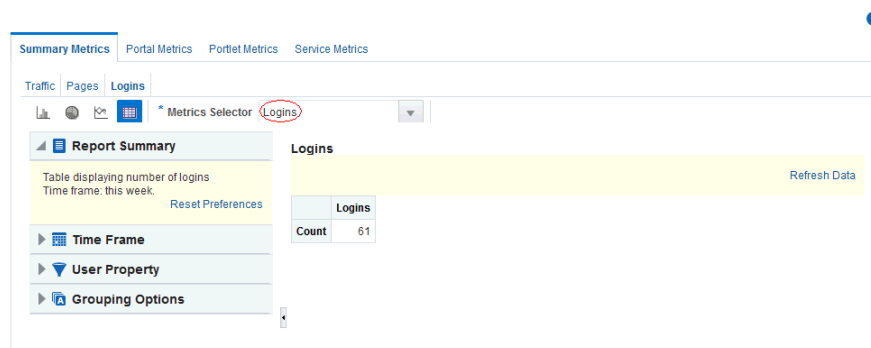 Summary Metrics Portal Metrics Portlet Metrics Service Metrics
Traffic Pages Logins
* Metrics Selector Logins
Report Summary
Table displaying number of logins
Time frame: this week.
Reset Preferences
Time Frame
User Property
Grouping Options
Logins
Refresh Data
Logins
Count 61